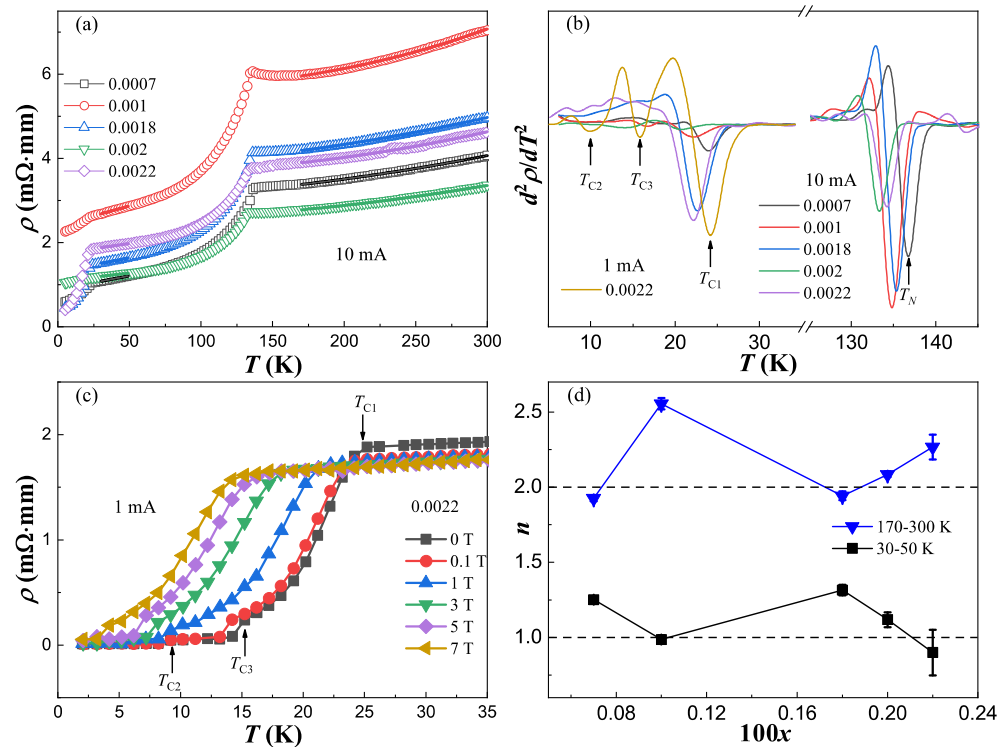 (a)
ρ (mΩ·mm)
6
4
2
0
0.0007
0.001
0.0018
0.002
0.0022
10 mA
0 50 100 150 200 250 300
T (K)
(b)
d²ρ/dT²
T_C2
T_C3
T_C1
T_N
1 mA
0.0022
10 mA
0.0007
0.001
0.0018
0.002
0.0022
5 10 15 20 25 130 135 140 145
T (K)
(c)
ρ (mΩ·mm)
2
1
0
T_C1
1 mA
0.0022
0 T
0.1 T
1 T
3 T
5 T
7 T
T_C2
T_C3
0 5 10 15 20 25 30 35
T (K)
(d)
n
2.5
2.0
1.5
1.0
170-300 K
30-50 K
0.08 0.12 0.16 0.20 0.24
100x